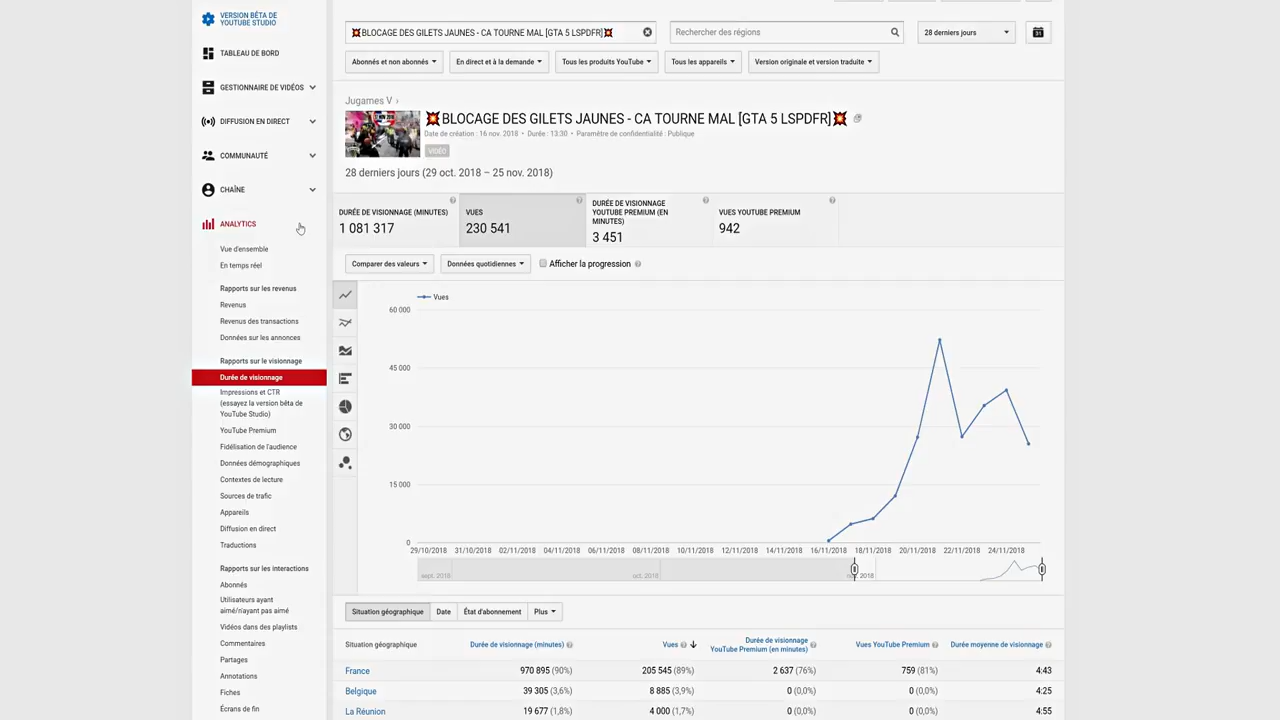 VERSION BÊTA DE
YOUTUBE STUDIO
TABLEAU DE BORD
GESTIONNAIRE DE VIDÉOS
DIFFUSION EN DIRECT
COMMUNAUTÉ
CHAÎNE
ANALYTICS
Vue d'ensemble
En temps réel
Rapports sur les revenus
Revenus
Revenus des transactions
Données sur les annonces
Rapports sur le visionnage
Durée de visionnage
Impressions et CTR
(essayez la version bêta de
YouTube Studio)
YouTube Premium
Fidélisation de l'audience
Données démographiques
Contextes de lecture
Sources de trafic
Appareils
Diffusion en direct
Traductions
Rapports sur les interactions
Abonnés
Utilisateurs ayant
aimé/n'ayant pas aimé
Vidéos dans des playlists
Commentaires
Partages
Annotations
Fiches
Écrans de fin
💥BLOCAGE DES GILETS JAUNES - CA TOURNE MAL [GTA 5 LSPDFR]💥
Rechercher des régions
28 derniers jours
Abonnés et non abonnés
En direct et à la demande
Tous les produits YouTube
Tous les appareils
Version originale et version traduite
Jugames V ›
💥BLOCAGE DES GILETS JAUNES - CA TOURNE MAL [GTA 5 LSPDFR]💥
Date de création : 16 nov. 2018 • Durée : 13:30 • Paramètre de confidentialité : Publique
VIDÉO
28 derniers jours (29 oct. 2018 – 25 nov. 2018)
DURÉE DE VISIONNAGE (MINUTES)
1 081 317
VUES
230 541
DURÉE DE VISIONNAGE
YOUTUBE PREMIUM (EN
MINUTES)
3 451
VUES YOUTUBE PREMIUM
942
Comparer des valeurs
Données quotidiennes
Afficher la progression
Vues
60 000
45 000
30 000
15 000
0
29/10/2018 31/10/2018 02/11/2018 04/11/2018 06/11/2018 08/11/2018 10/11/2018 12/11/2018 14/11/2018 16/11/2018 18/11/2018 20/11/2018 22/11/2018 24/11/2018
sept. 2018 oct. 2018 2018
Situation géographique Date État d'abonnement Plus
Situation géographique Durée de visionnage (minutes) Vues Durée de visionnage YouTube Premium (en minutes) Vues YouTube Premium Durée moyenne de visionnage
France 970 895 (90%) 205 545 (89%) 2 637 (76%) 759 (81%) 4:43
Belgique 39 305 (3,6%) 8 885 (3,9%) 0 (0,0%) 0 (0,0%) 4:25
La Réunion 19 677 (1,8%) 4 000 (1,7%) 0 (0,0%) 0 (0,0%) 4:55